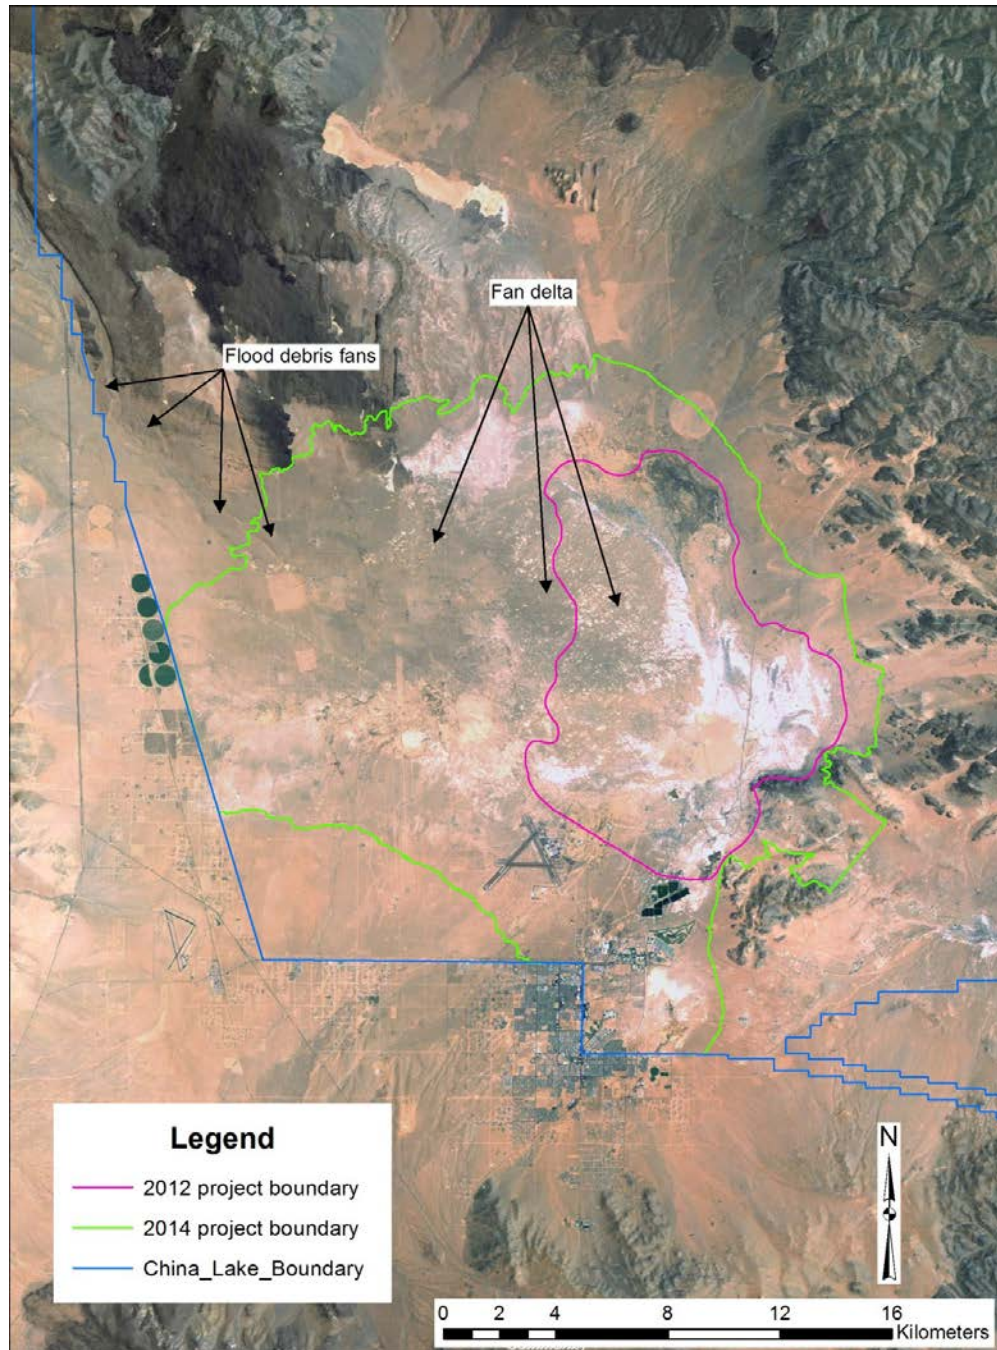 Fan delta
Flood debris fans
Legend
2012 project boundary
2014 project boundary
China_Lake_Boundary
N
0 2 4 8 12 16
Kilometers